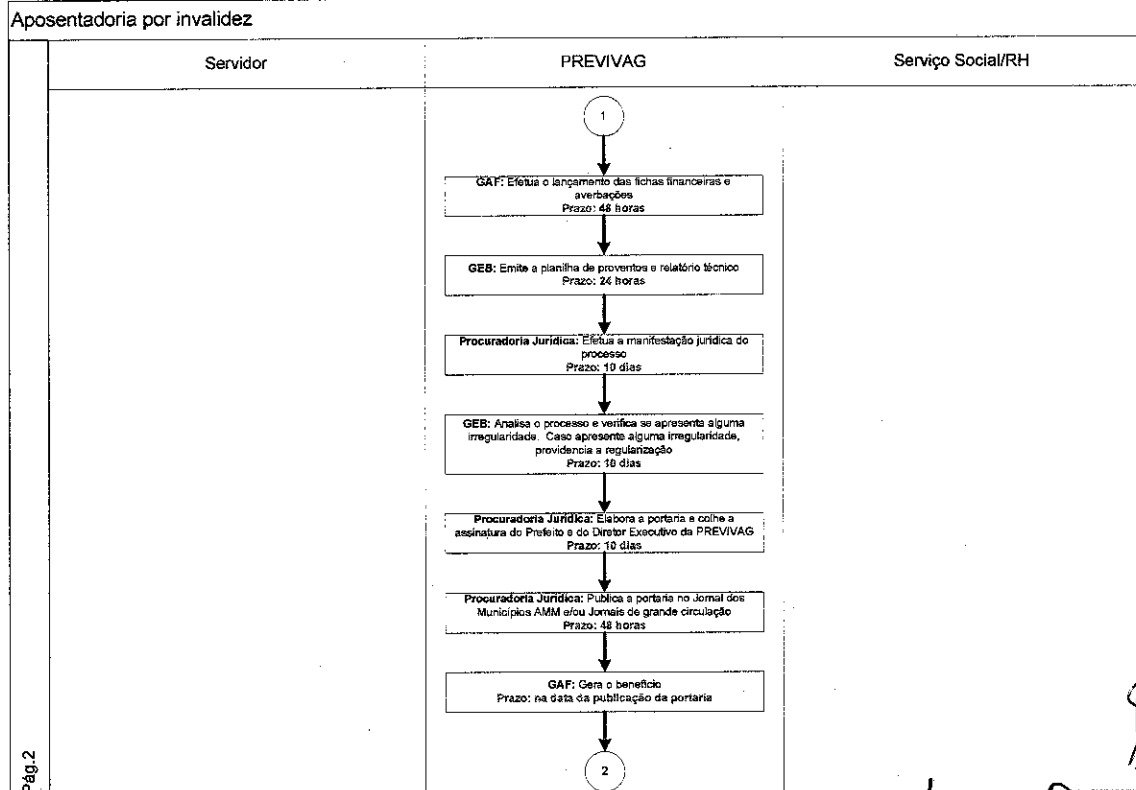 Aposentadoria por invalidez
Servidor
PREVIVAG
Serviço Social/RH
1
GAF: Efetua o lançamento das fichas financeiras e
averbações
Prazo: 48 horas
GEB: Emite a planilha de proventos e relatório técnico
Prazo: 24 horas
Procuradoria Jurídica: Efetua a manifestação jurídica do
processo
Prazo: 10 dias
GEB: Analisa o processo e verifica se apresenta alguma
irregularidade. Caso apresente alguma irregularidade,
providencia a regularização
Prazo: 10 dias
Procuradoria Jurídica: Elabora a portaria e colhe a
assinatura do Prefeito e do Diretor Executivo da PREVIVAG
Prazo: 10 dias
Procuradoria Jurídica: Publica a portaria no Jornal dos
Municípios AMM e/ou Jornais de grande circulação
Prazo: 48 horas
GAF: Gera o benefício
Prazo: na data da publicação da portaria
2
Pág.2